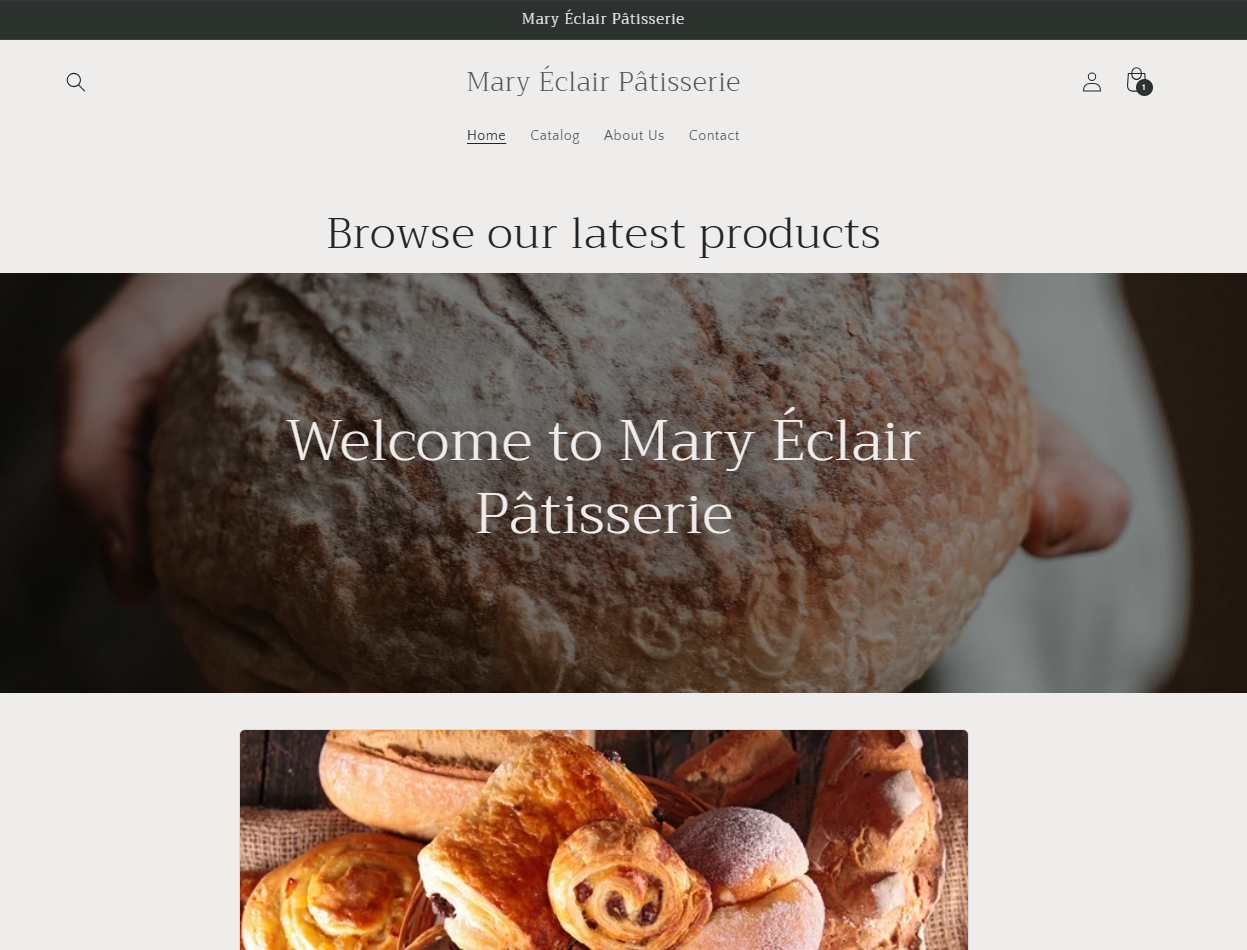 Mary Éclair Pâtisserie
Mary Éclair Pâtisserie
1
Home Catalog About Us Contact
Browse our latest products
Welcome to Mary Éclair
Pâtisserie